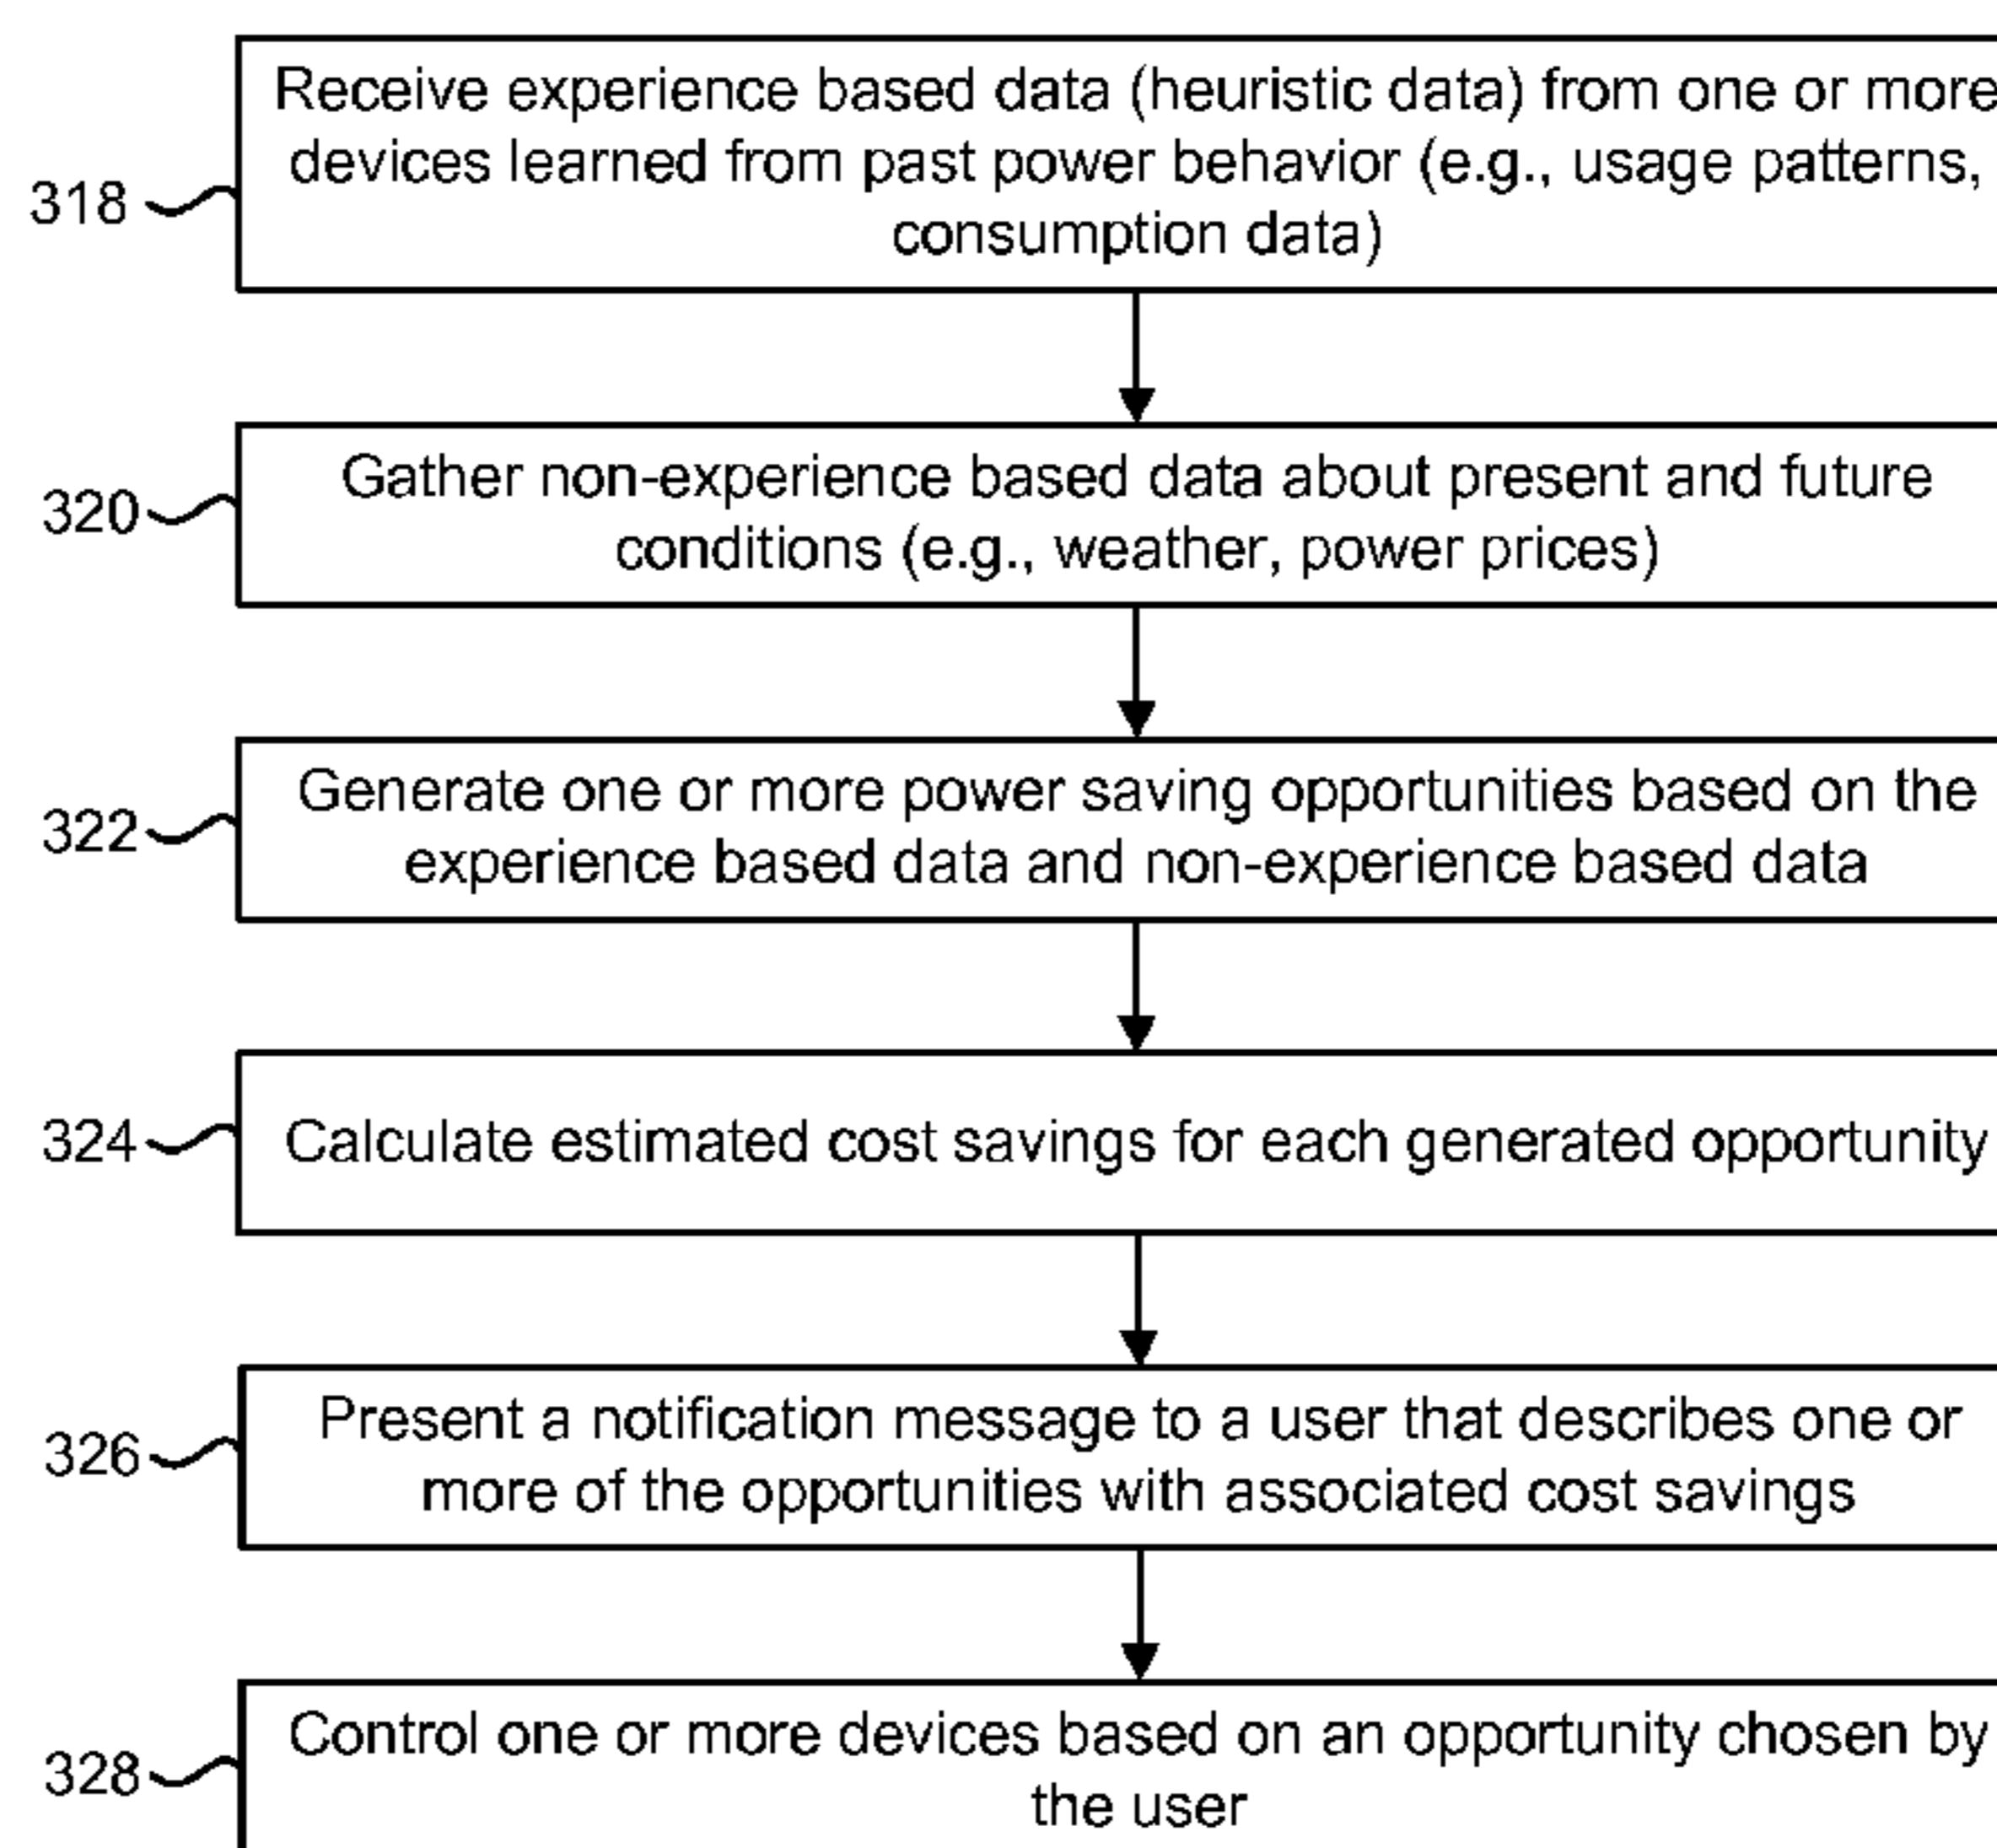 Receive experience based data (heuristic data) from one or more
devices learned from past power behavior (e.g., usage patterns,
318
consumption data)
Gather non-experience based data about present and future
320
conditions (e.g., weather, power prices)
Generate one or more power saving opportunities based on the
322
experience based data and non-experience based data
324
Calculate estimated cost savings for each generated opportunity
Present a notification message to a user that describes one or
326
more of the opportunities with associated cost savings
Control one or more devices based on an opportunity chosen by
328
the user